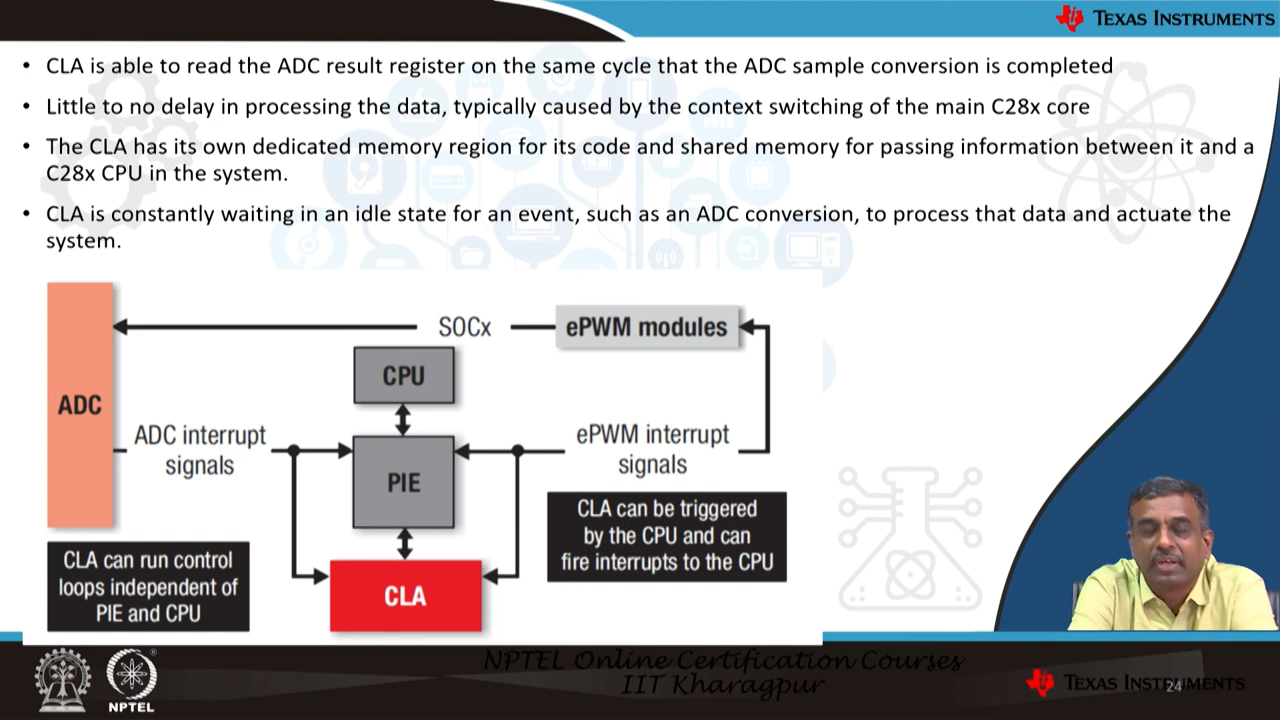 TEXAS INSTRUMENTS
• CLA is able to read the ADC result register on the same cycle that the ADC sample conversion is completed
• Little to no delay in processing the data, typically caused by the context switching of the main C28x core
• The CLA has its own dedicated memory region for its code and shared memory for passing information between it and a
C28x CPU in the system.
• CLA is constantly waiting in an idle state for an event, such as an ADC conversion, to process that data and actuate the
system.
SOCx
ePWM modules
CPU
ADC
ADC interrupt
signals
ePWM interrupt
signals
PIE
CLA can be triggered
by the CPU and can
fire interrupts to the CPU
CLA can run control
loops independent of
PIE and CPU
CLA
NPTEL Online Certification Courses
IIT Kharagpur
NPTEL
TEXAS INSTRUMENTS
24